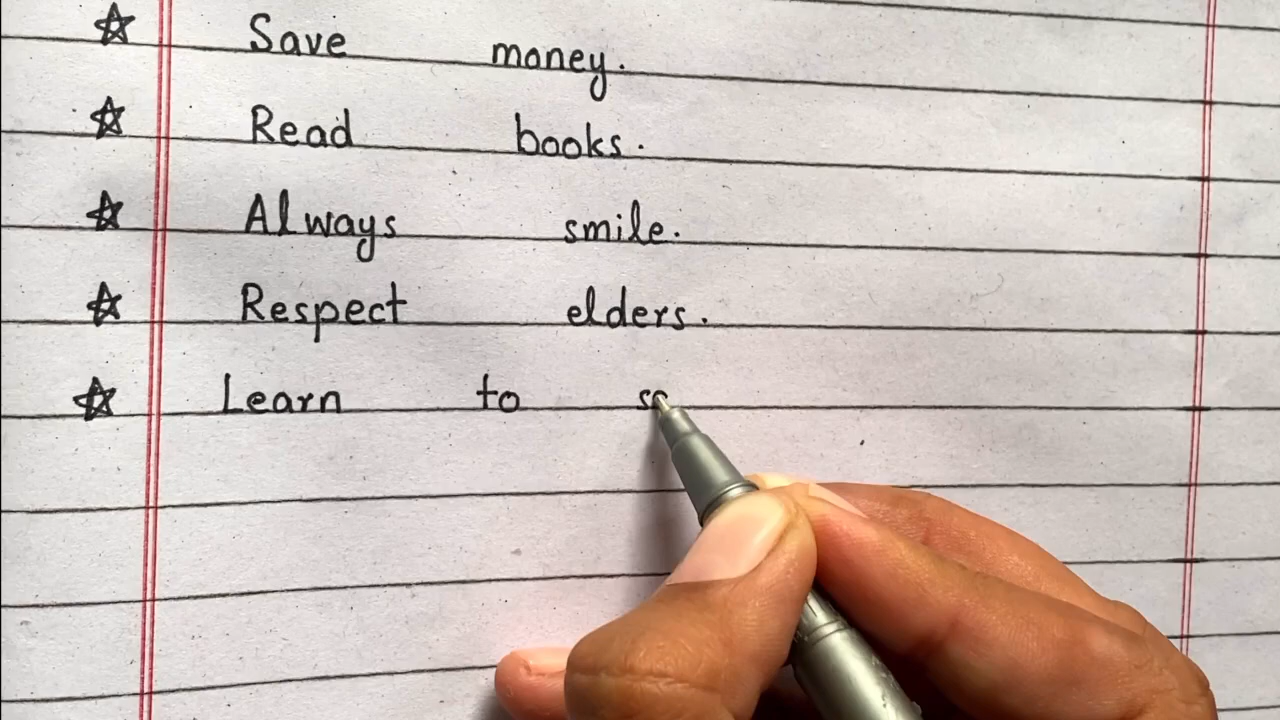 ☆ Save money.
☆ Read books.
☆ Always smile.
☆ Respect elders.
☆ Learn to